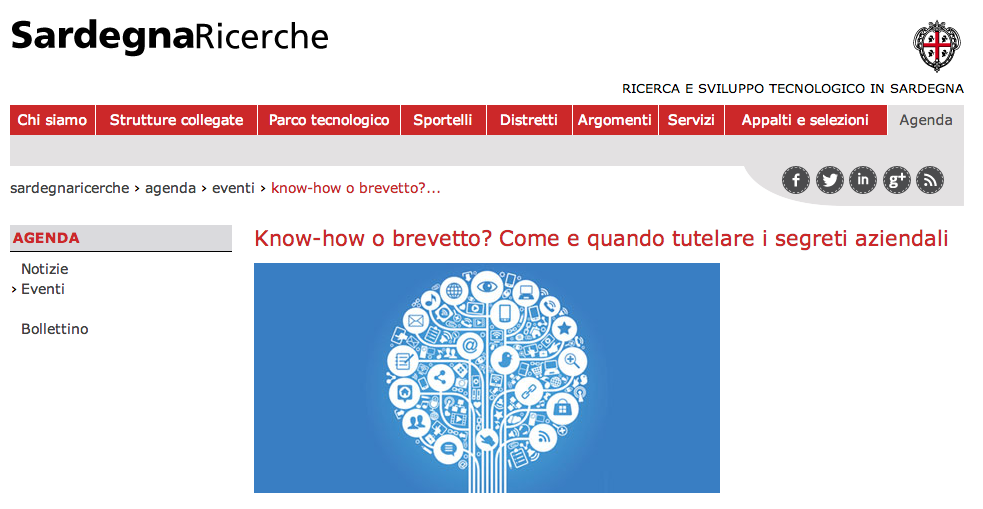 SardegnaRicerche
RICERCA E SVILUPPO TECNOLOGICO IN SARDEGNA
Chi siamo Strutture collegate Parco tecnologico Sportelli Distretti Argomenti Servizi Appalti e selezioni Agenda
sardegnaricerche › agenda › eventi › know-how o brevetto?...
AGENDA
Notizie
› Eventi
Bollettino
Know-how o brevetto? Come e quando tutelare i segreti aziendali